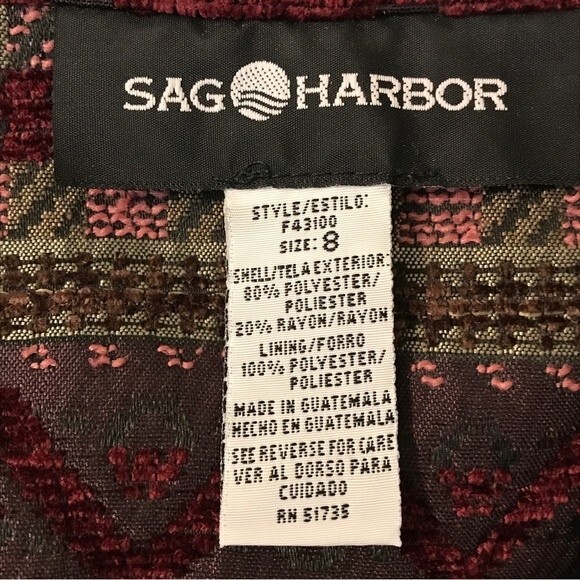 SAG HARBOR
STYLE/ESTILO:
F43100
SIZE: 8
SHELL/TELA EXTERIOR:
80% POLYESTER/
POLIESTER
20% RAYON/RAYON
LINING/FORRO
100% POLYESTER/
POLIESTER
MADE IN GUATEMALA
HECHO EN GUATEMALA
SEE REVERSE FOR CARE
VER AL DORSO PARA
CUIDADO
RN 51735